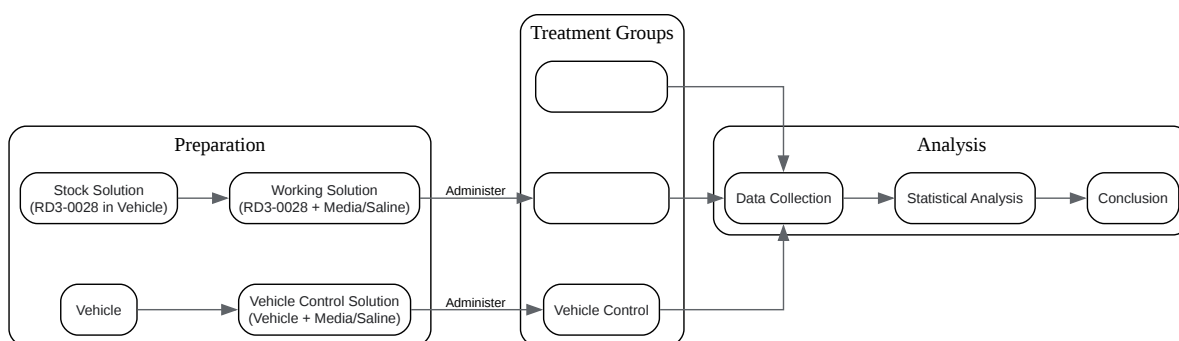 Treatment Groups
Preparation
Analysis
Stock Solution
(RD3-0028 in Vehicle)
Working Solution
(RD3-0028 + Media/Saline)
Administer
Data Collection
Statistical Analysis
Conclusion
Vehicle
Vehicle Control Solution
(Vehicle + Media/Saline)
Administer
Vehicle Control